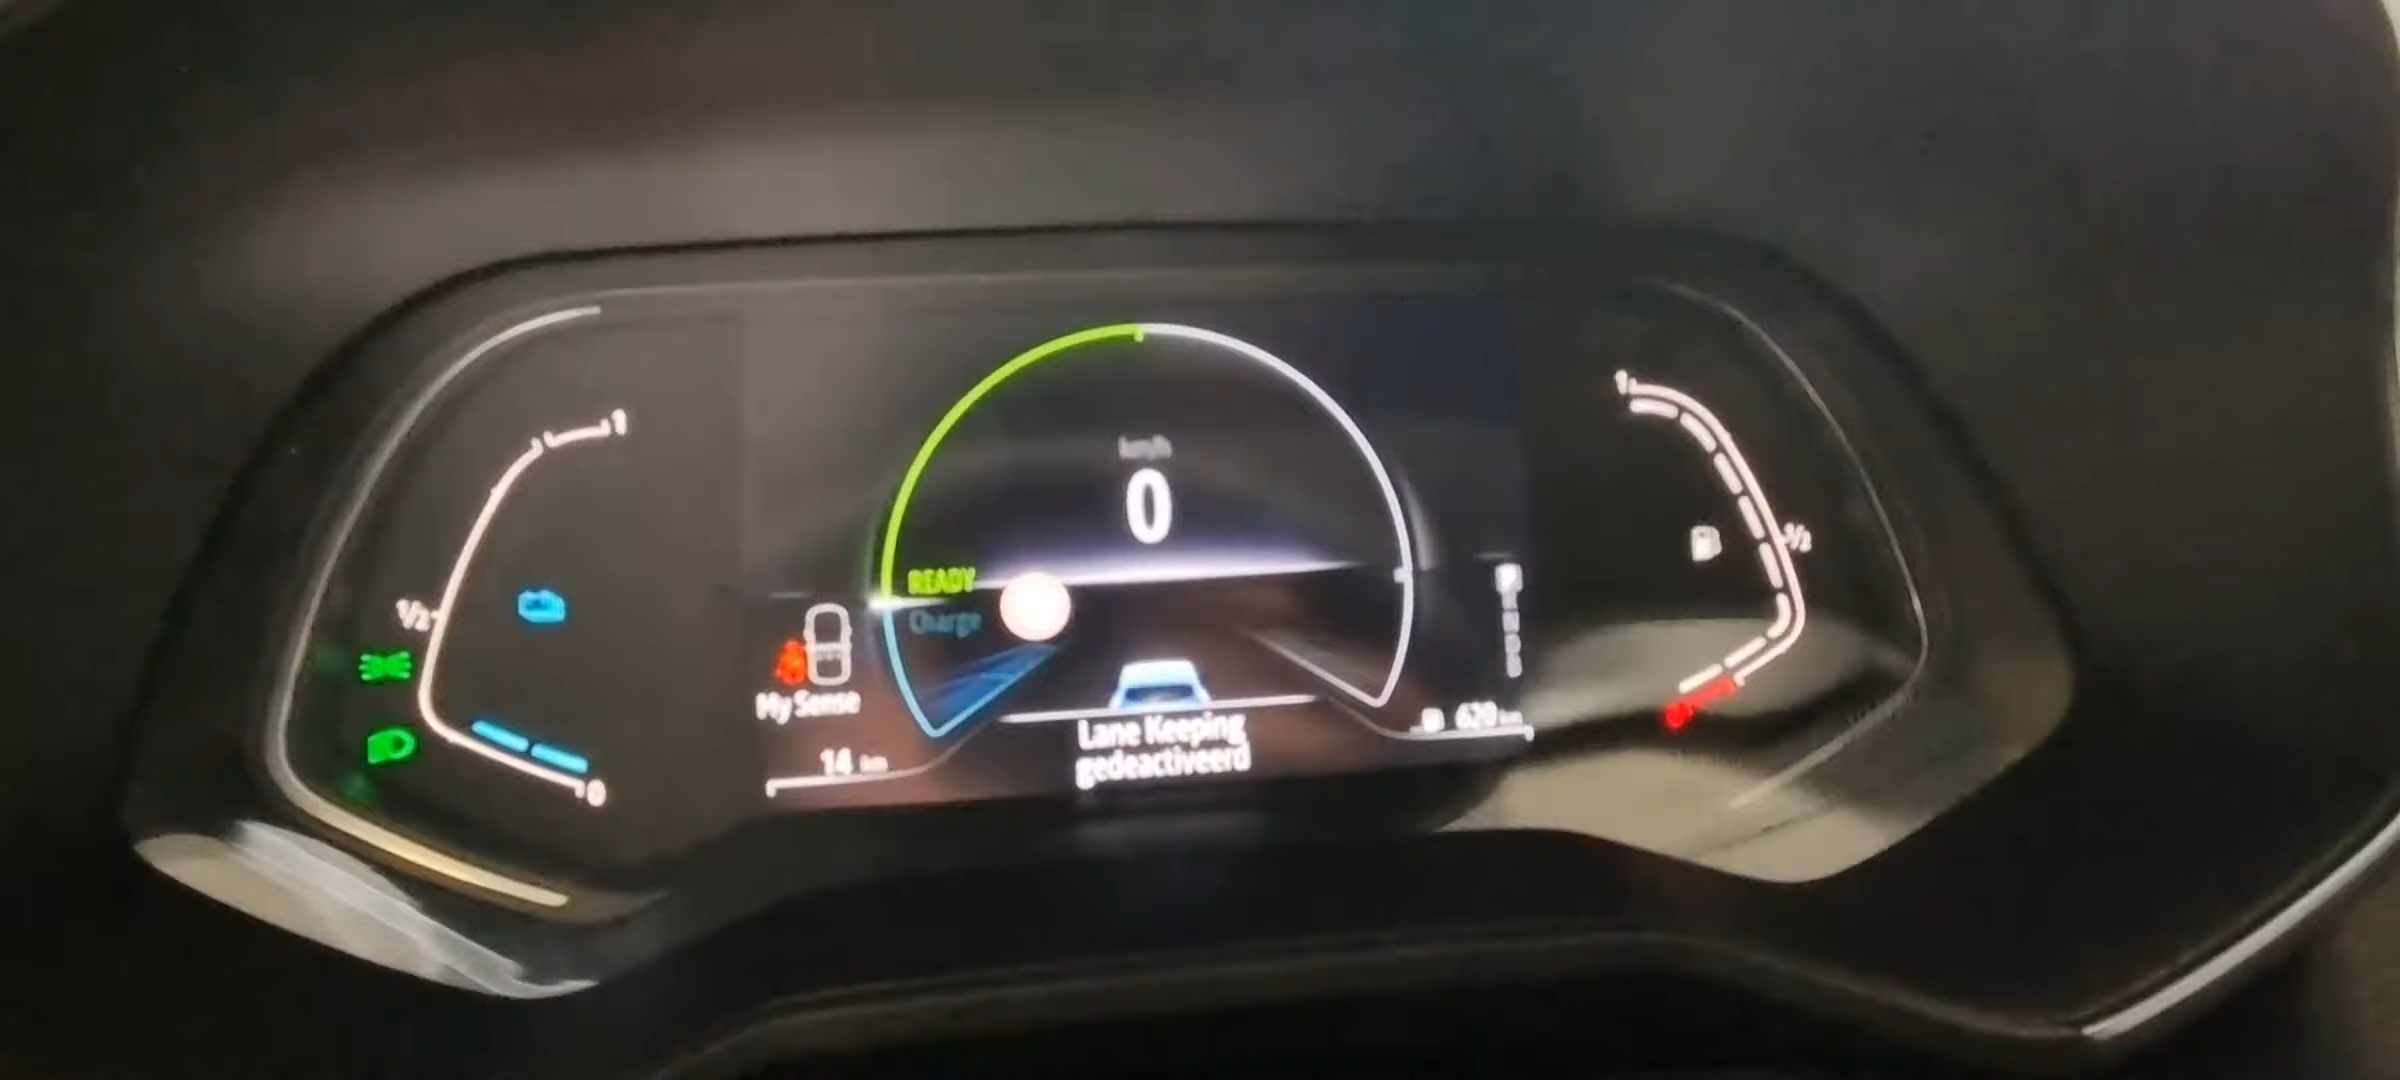 1
1/2
0
km/h
0
READY
Charge
My Sense
14 km
Lane Keeping
gedeactiveerd
620 km
1
1/2